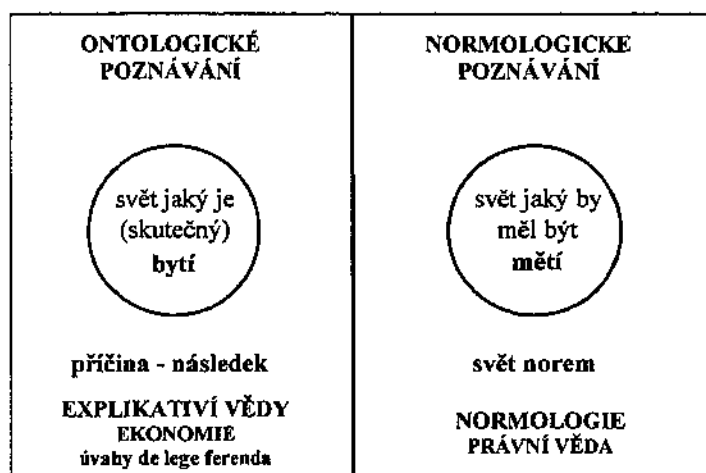 ONTOLOGICKÉ
POZNÁVÁNÍ
svět jaký je
(skutečný)
bytí
příčina - následek
EXPLIKATIVÍ VĚDY
EKONOMIE
úvahy de lege ferenda
NORMOLOGICKE
POZNÁVÁNÍ
svět jaký by
měl být
mětí
svět norem
NORMOLOGIE
PRÁVNÍ VĚDA